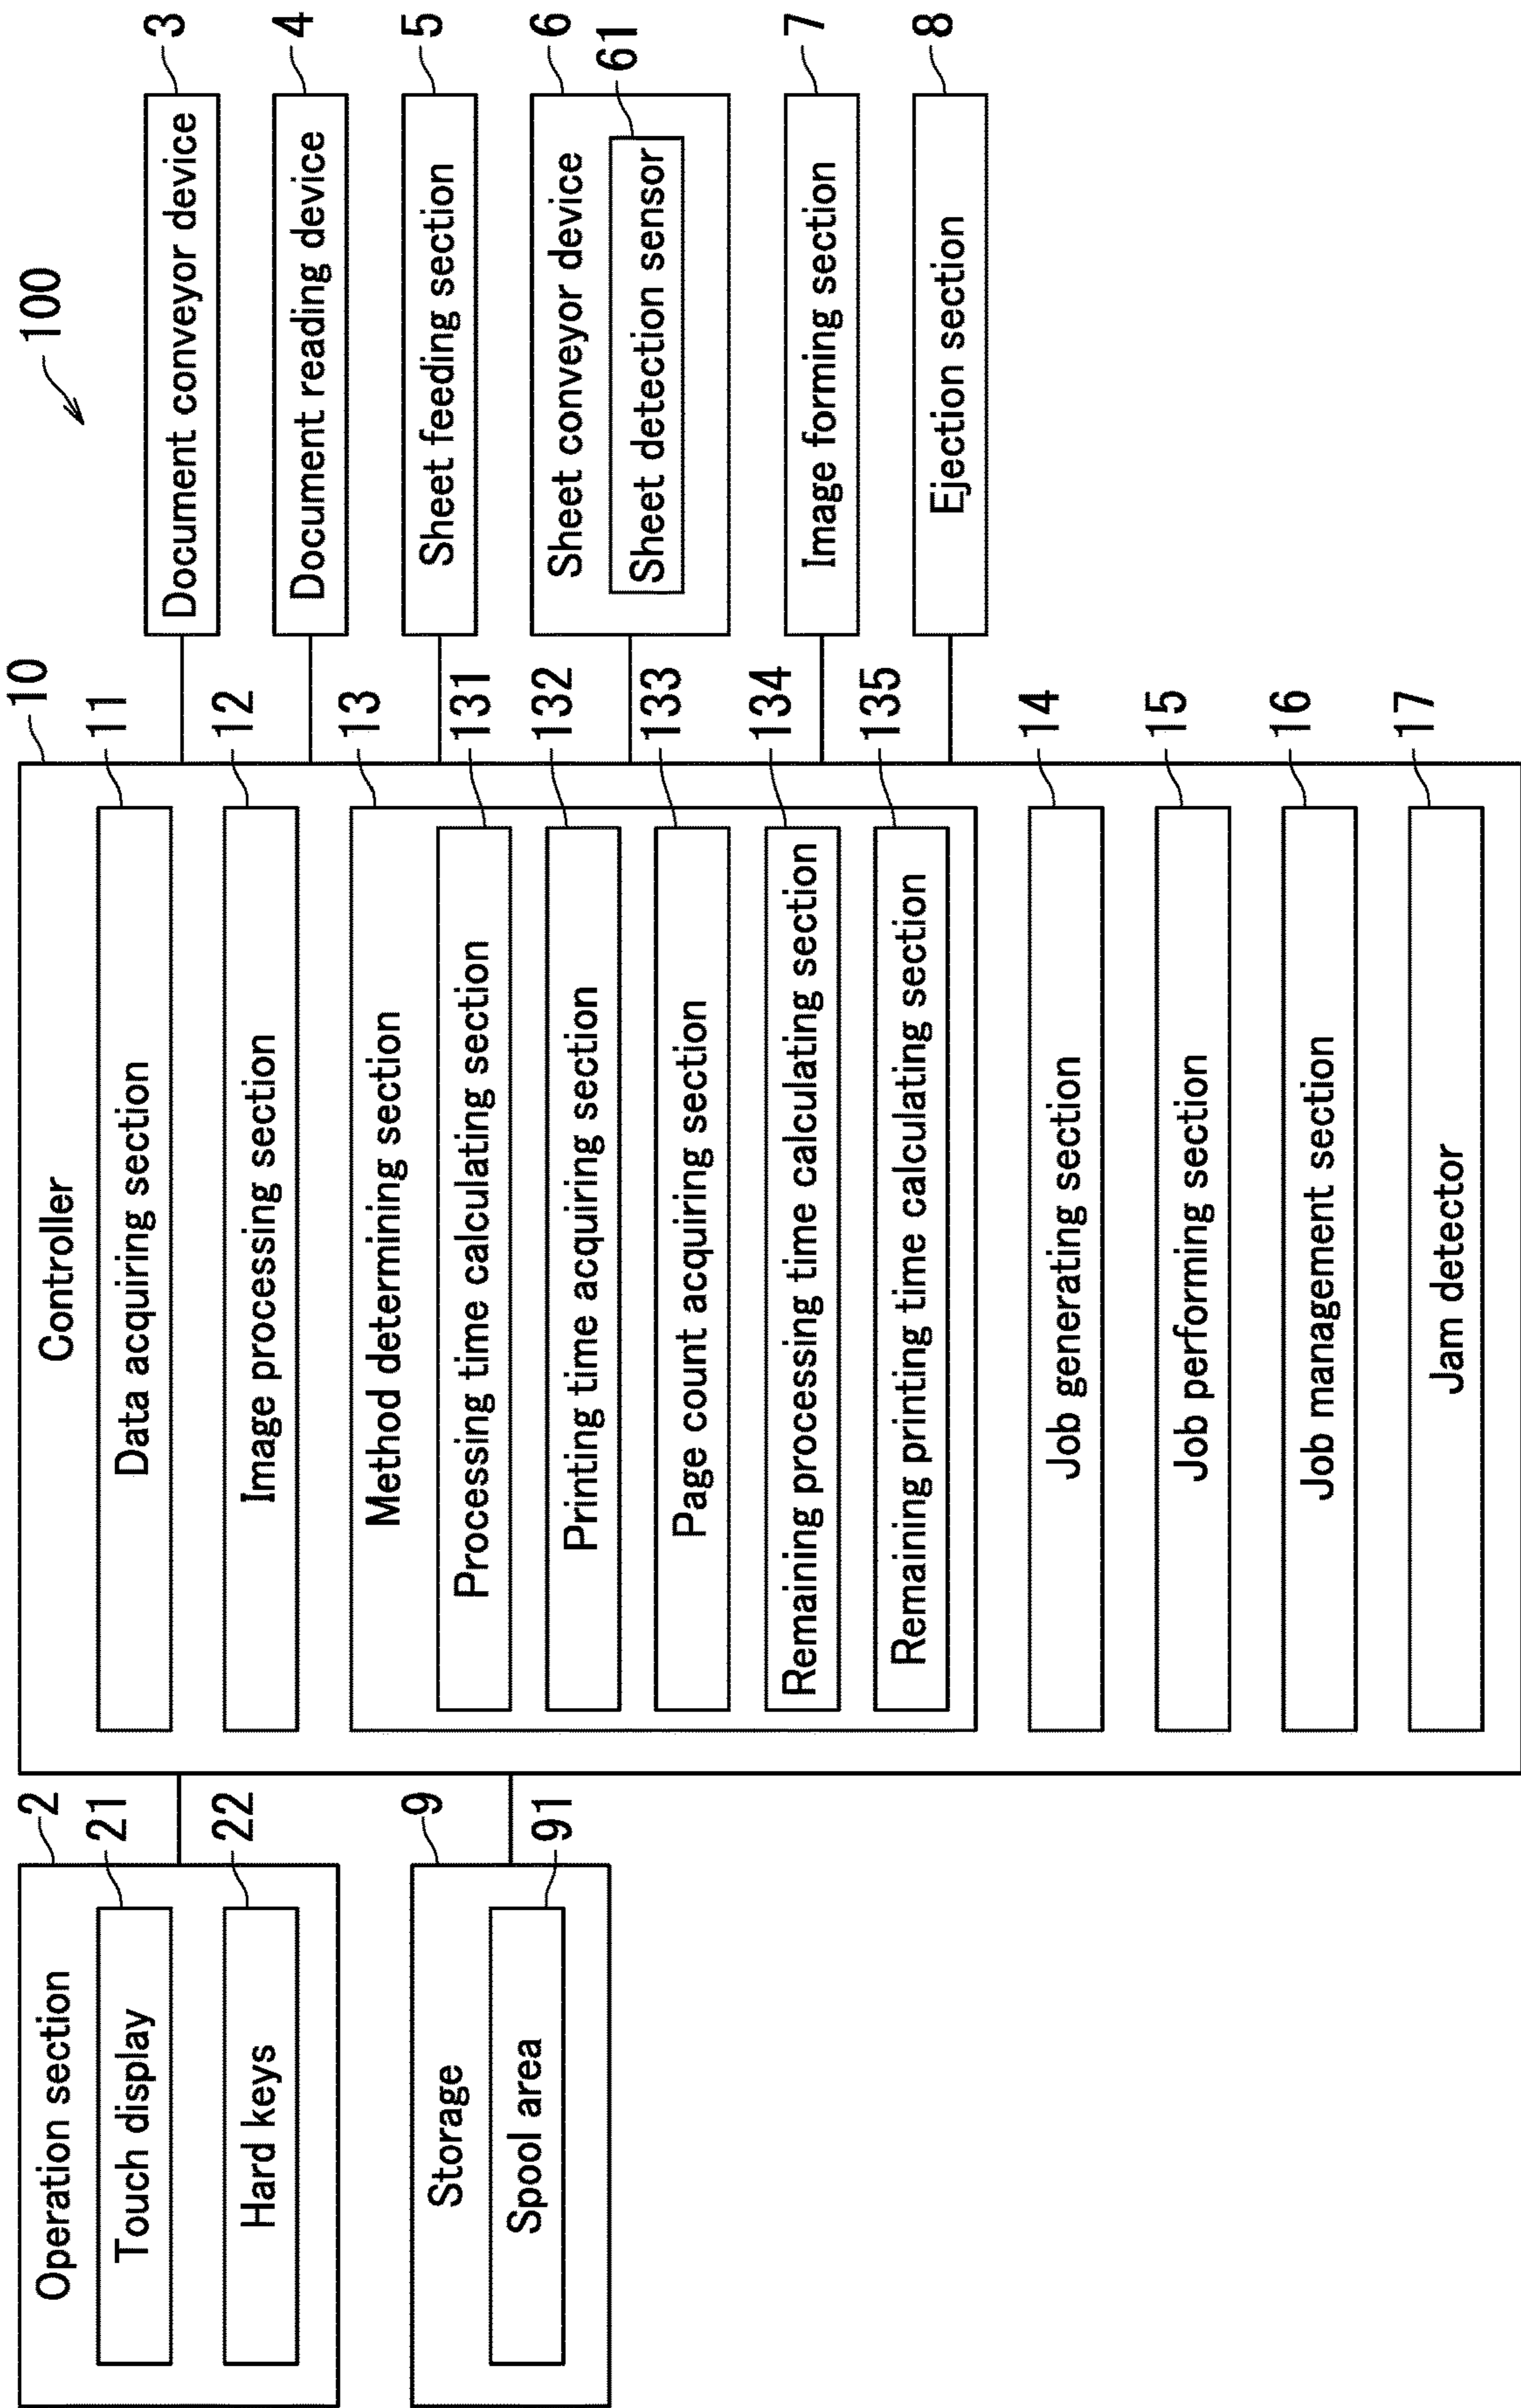 100
Operation section
2
Touch display
21
Hard keys
22
Storage
9
Spool area
91
Controller
10
Data acquiring section
11
Image processing section
12
Method determining section
13
Processing time calculating section
131
Printing time acquiring section
132
Page count acquiring section
133
Remaining processing time calculating section
134
Remaining printing time calculating section
135
Job generating section
14
Job performing section
15
Job management section
16
Jam detector
17
Document conveyor device
3
Document reading device
4
Sheet feeding section
5
Sheet conveyor device
6
Sheet detection sensor
61
Image forming section
7
Ejection section
8